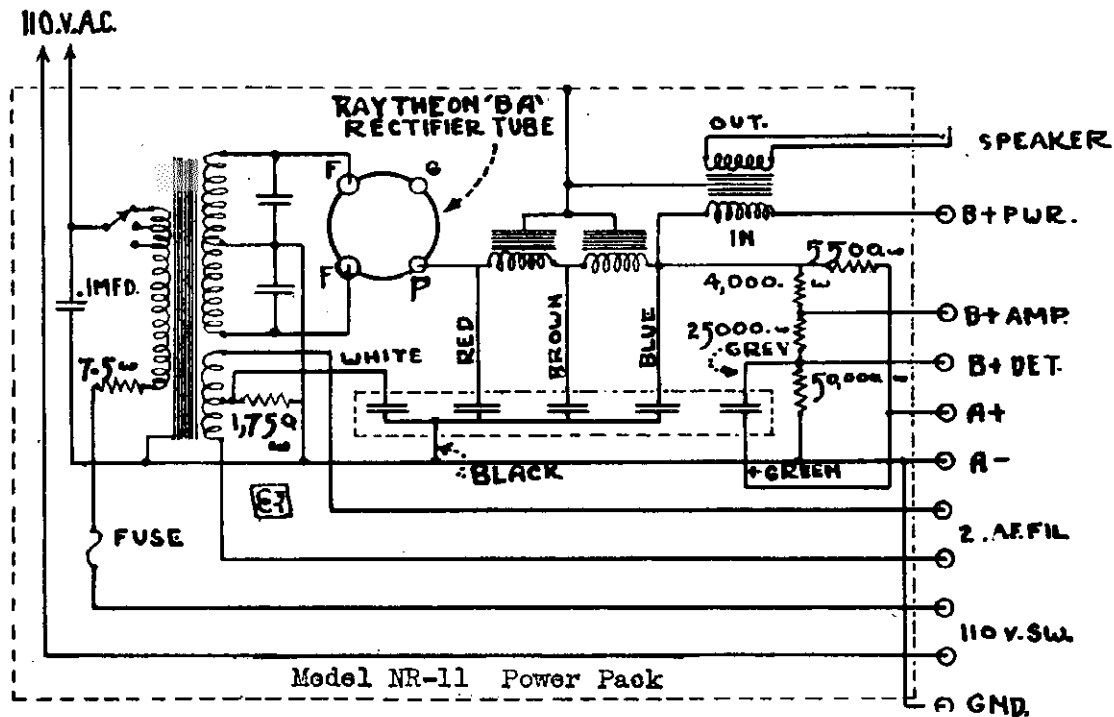 110.V.A.C.
RAYTHEON 'BA'
RECTIFIER TUBE
OUT.
SPEAKER
F
G
B+PWR.
IN
5500 ω
.1MFD.
F
P
4,000. ω
B+AMP.
RED
BROWN
BLUE
25000. ω
GREY
WHITE
B+DET.
7.5 ω
50,000 ω
1,750 ω
A+
BLACK
+GREEN
A-
FUSE
2. A.F. FIL
110 V. SW.
Model NR-11 Power Pack
GND.